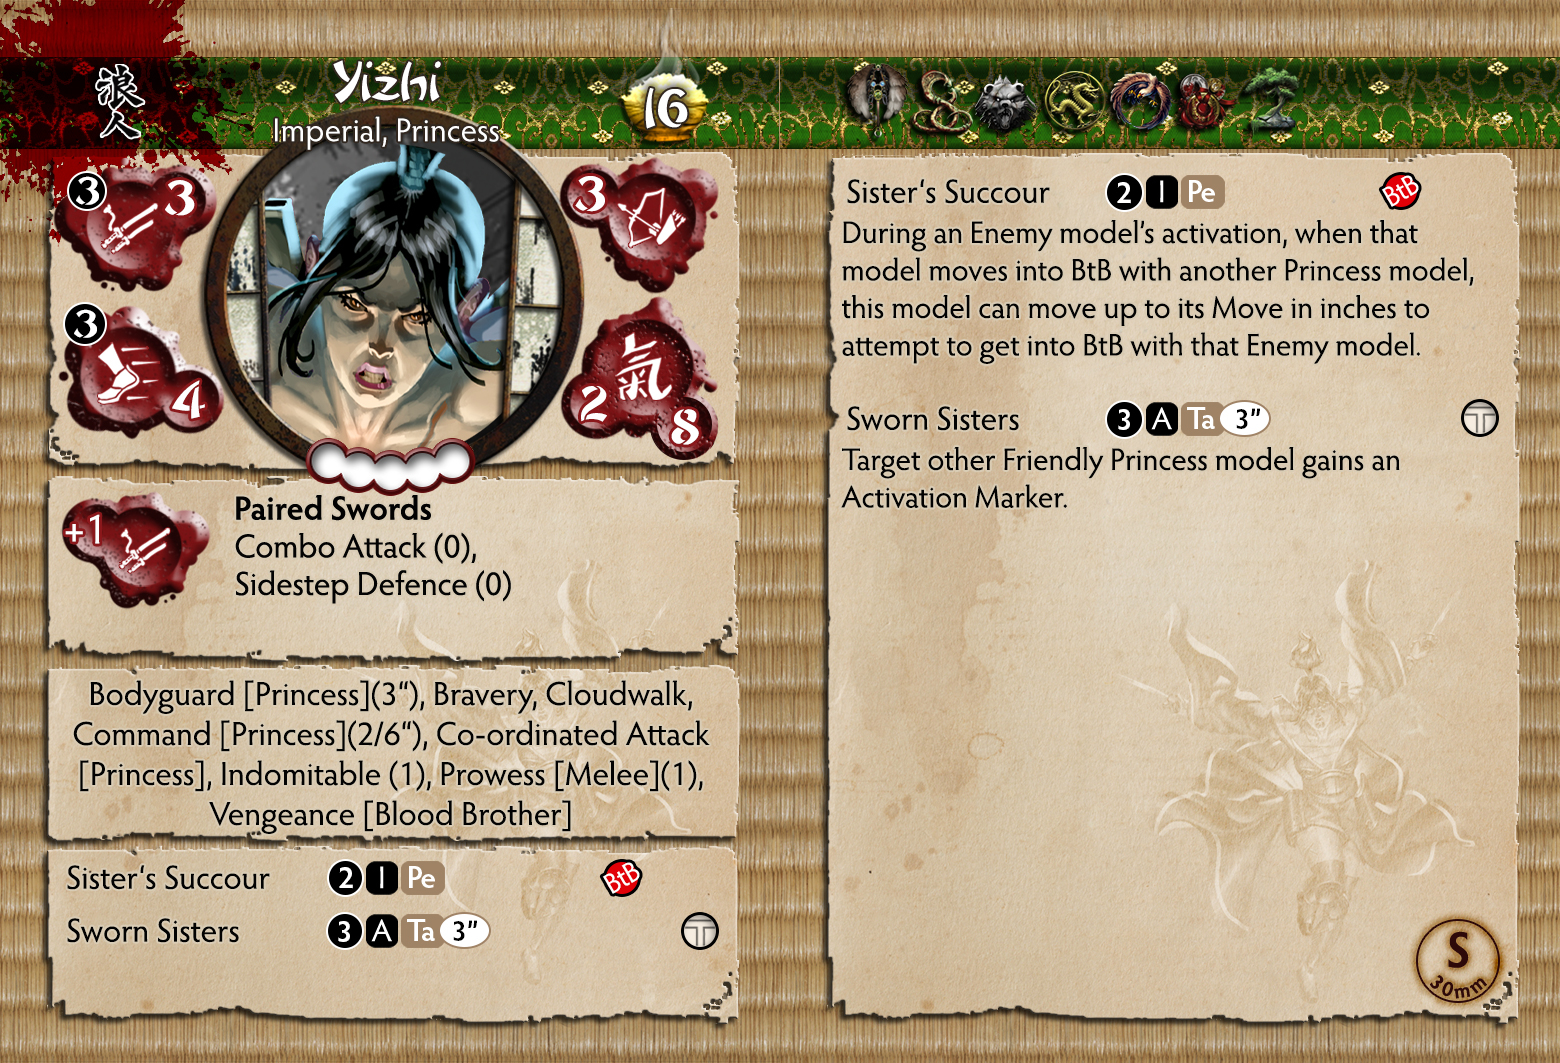 浪人
Yizhi
Imperial, Princess
16
3 3
3
3 4
氣
2 8
+1
Paired Swords
Combo Attack (0),
Sidestep Defence (0)
Bodyguard [Princess](3“), Bravery, Cloudwalk,
Command [Princess](2/6“), Co-ordinated Attack
[Princess], Indomitable (1), Prowess [Melee](1),
Vengeance [Blood Brother]
Sister‘s Succour 2 I Pe BtB
Sworn Sisters 3 A Ta 3” T
Sister‘s Succour 2 I Pe BtB
During an Enemy model’s activation, when that
model moves into BtB with another Princess model,
this model can move up to its Move in inches to
attempt to get into BtB with that Enemy model.
Sworn Sisters 3 A Ta 3” T
Target other Friendly Princess model gains an
Activation Marker.
S
30mm